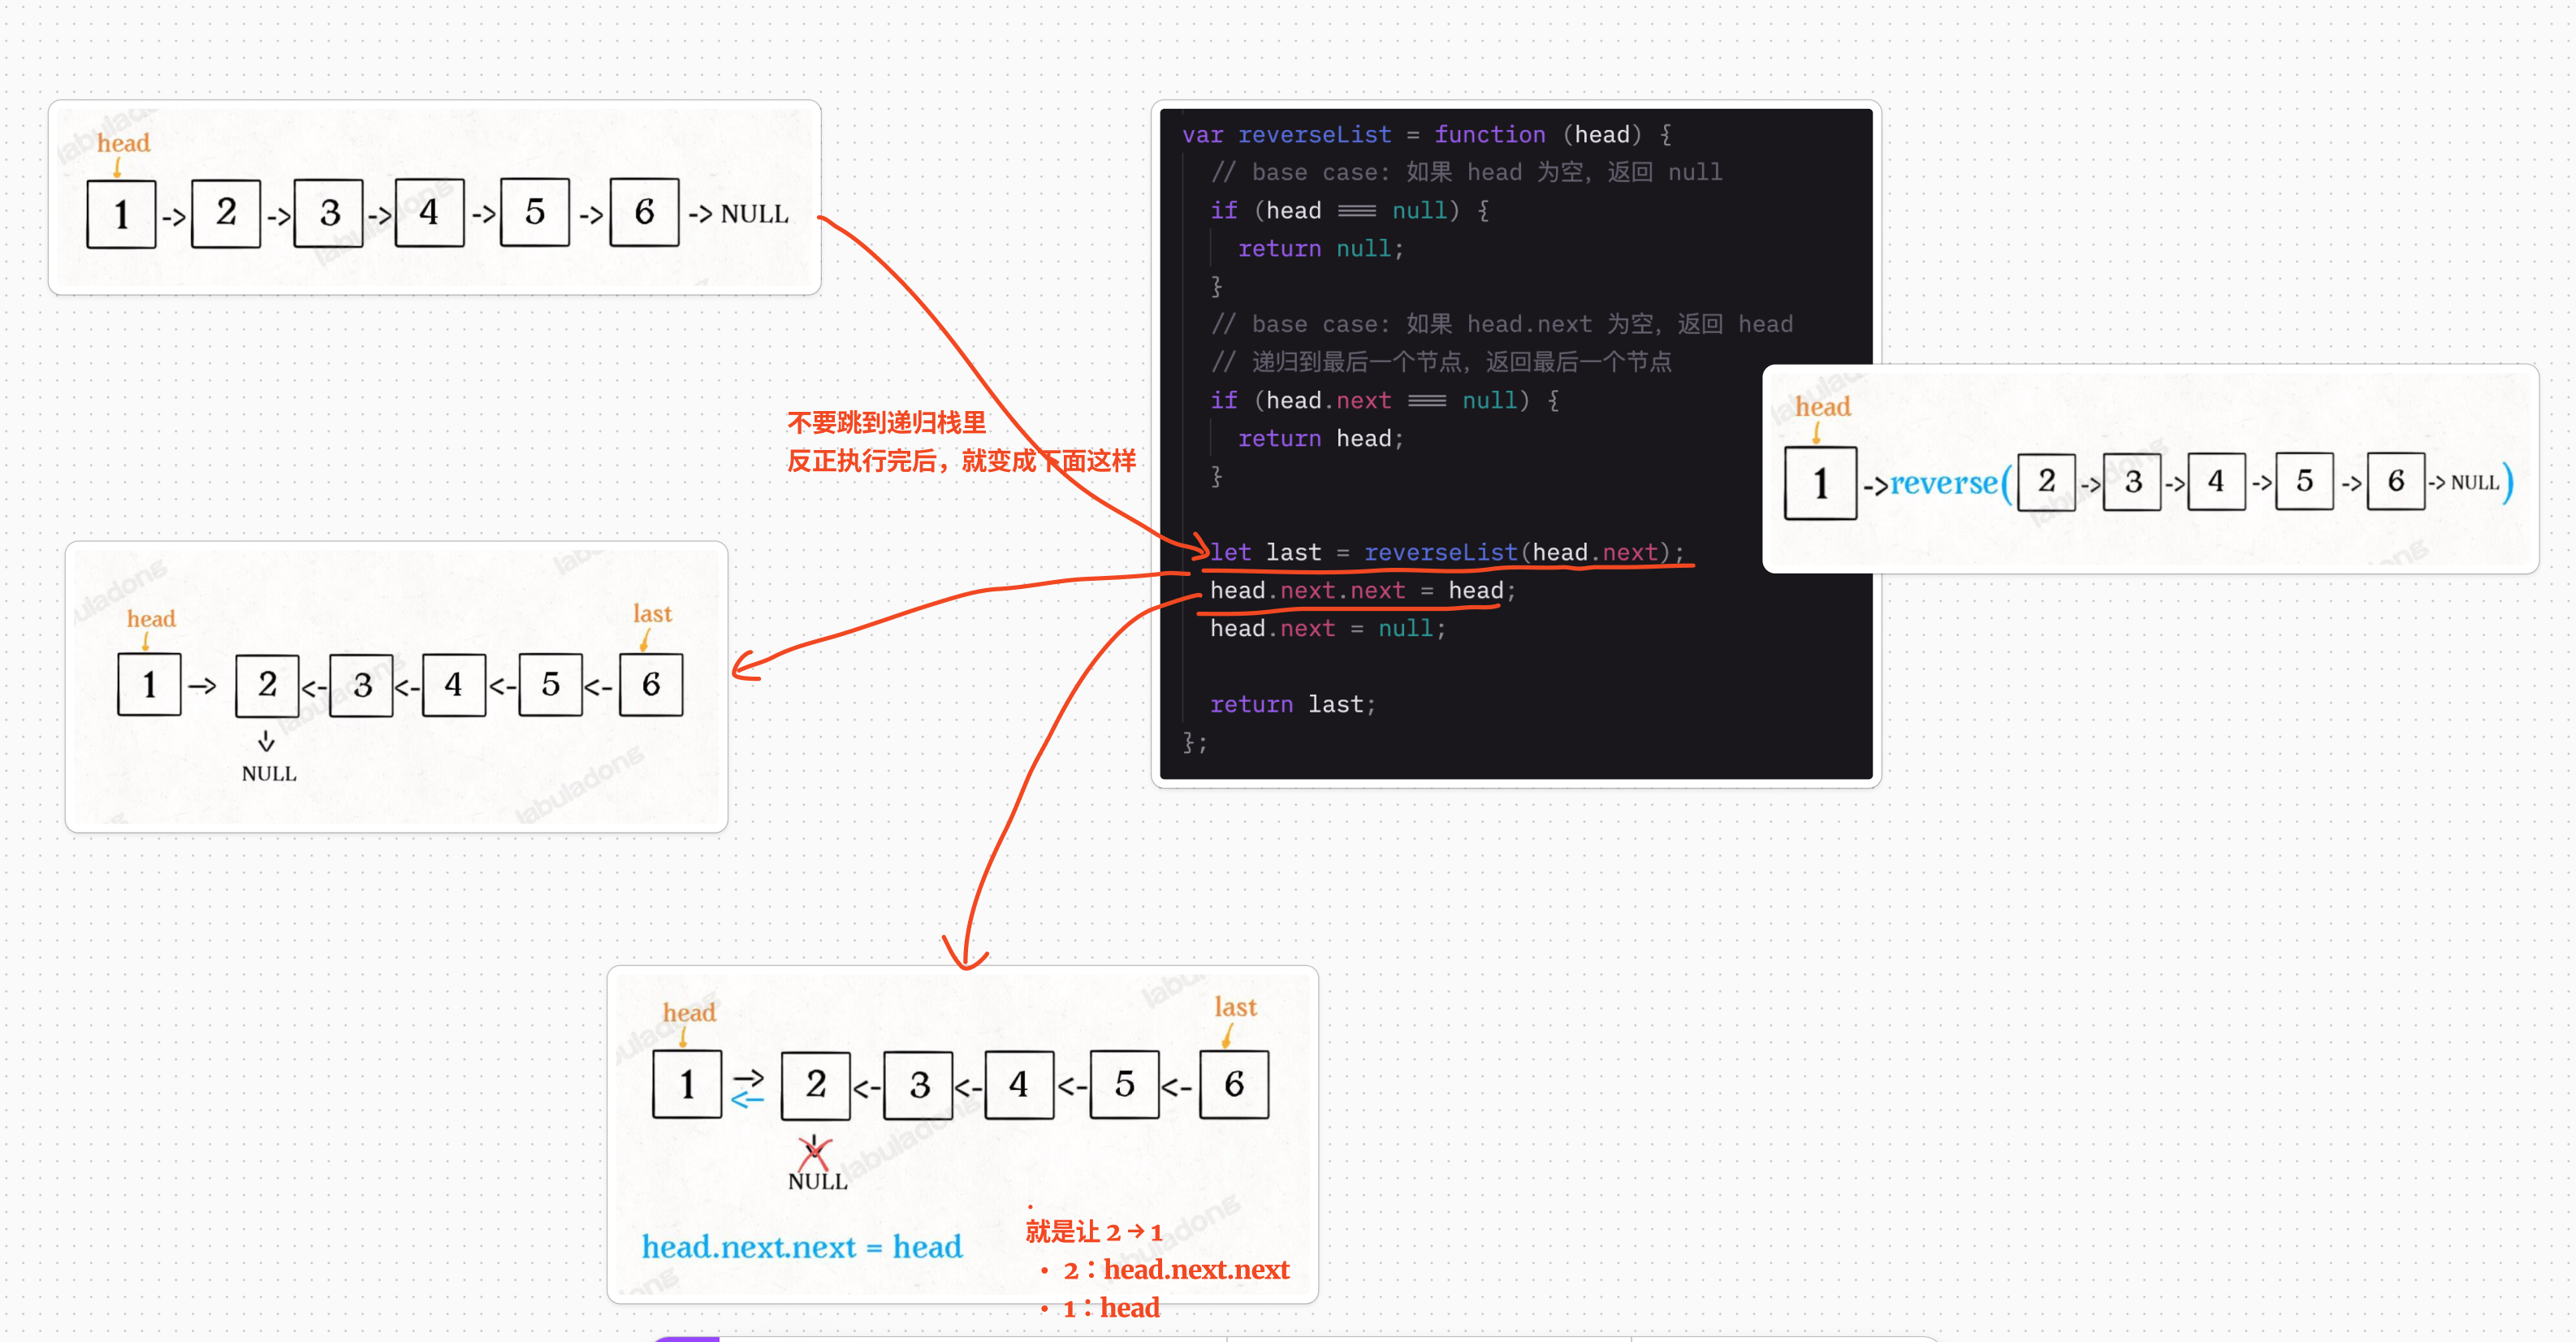 head
1 -> 2 -> 3 -> 4 -> 5 -> 6 -> NULL
不要跳到递归栈里
反正执行完后，就变成下面这样
var reverseList = function (head) {
// base case: 如果 head 为空，返回 null
if (head === null) {
return null;
}
// base case: 如果 head.next 为空，返回 head
// 递归到最后一个节点，返回最后一个节点
if (head.next === null) {
return head;
}
let last = reverseList(head.next);
head.next.next = head;
head.next = null;
return last;
};
head
1 ->reverse( 2 -> 3 -> 4 -> 5 -> 6 -> NULL)
head last
1 -> 2 <- 3 <- 4 <- 5 <- 6
NULL
head last
1 -> <- 2 <- 3 <- 4 <- 5 <- 6
NULL
head.next.next = head
就是让 2 → 1
• 2：head.next.next
• 1：head
labuladong